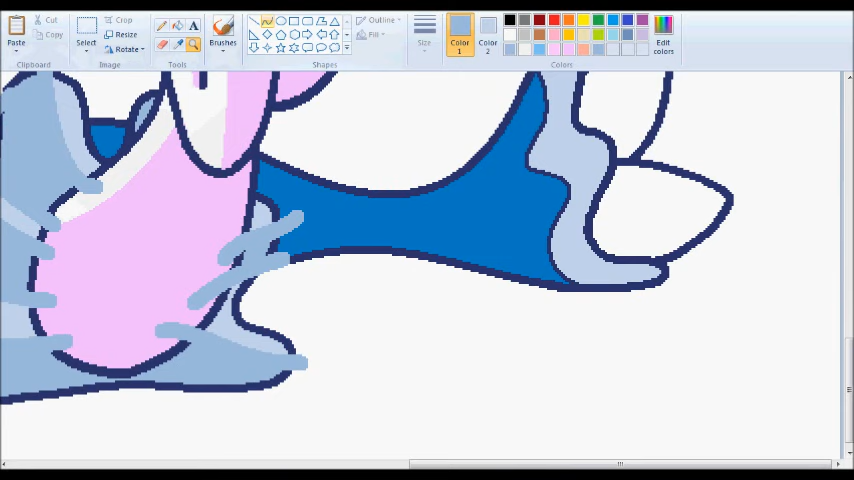 Paste
Cut
Copy
Clipboard
Select
Crop
Resize
Rotate
Image
A
Tools
Brushes
Outline
Fill
Shapes
Size
Color
1
Color
2
Edit
colors
Colors